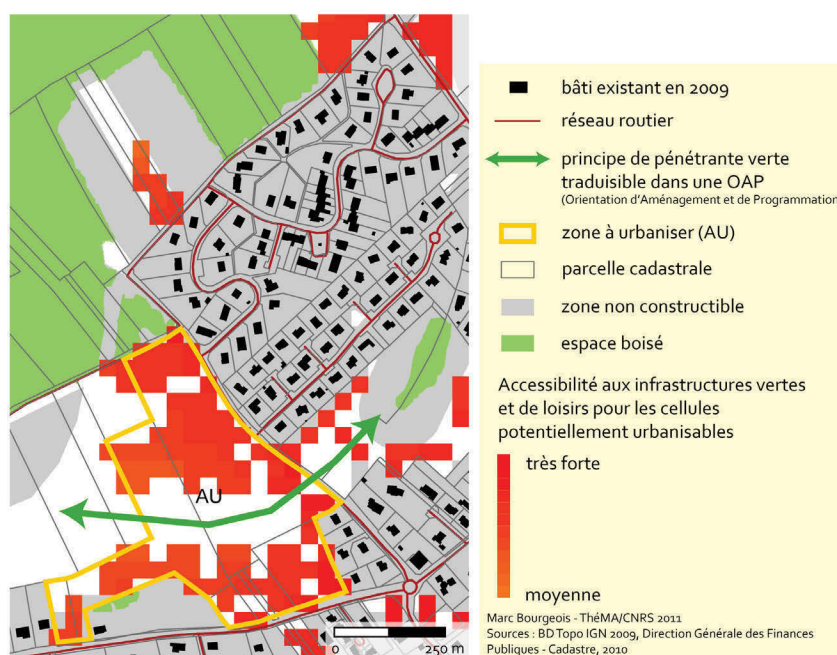 AU
0 250 m
bâti existant en 2009
réseau routier
principe de pénétrante verte
traduisible dans une OAP
(Orientation d'Aménagement et de Programmation
zone à urbaniser (AU)
parcelle cadastrale
zone non constructible
espace boisé
Accessibilité aux infrastructures vertes
et de loisirs pour les cellules
potentiellement urbanisables
très forte
moyenne
Marc Bourgeois - ThéMA/CNRS 2011
Sources : BD Topo IGN 2009, Direction Générale des Finances
Publiques - Cadastre, 2010